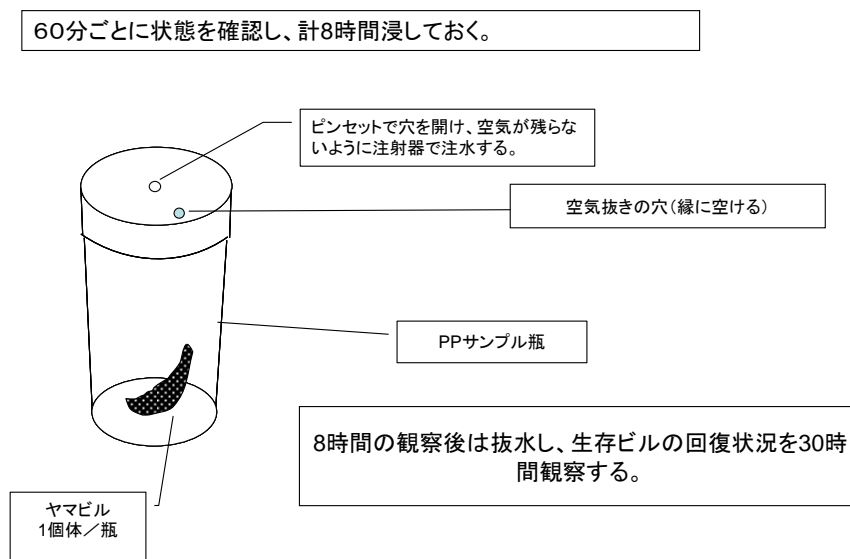 60分ごとに状態を確認し、計8時間浸しておく。
ピンセットで穴を開け、空気が残らな
いように注射器で注水する。
空気抜きの穴(縁に空ける)
PPサンプル瓶
8時間の観察後は抜水し、生存ビルの回復状況を30時
間観察する。
ヤマビル
1個体/瓶